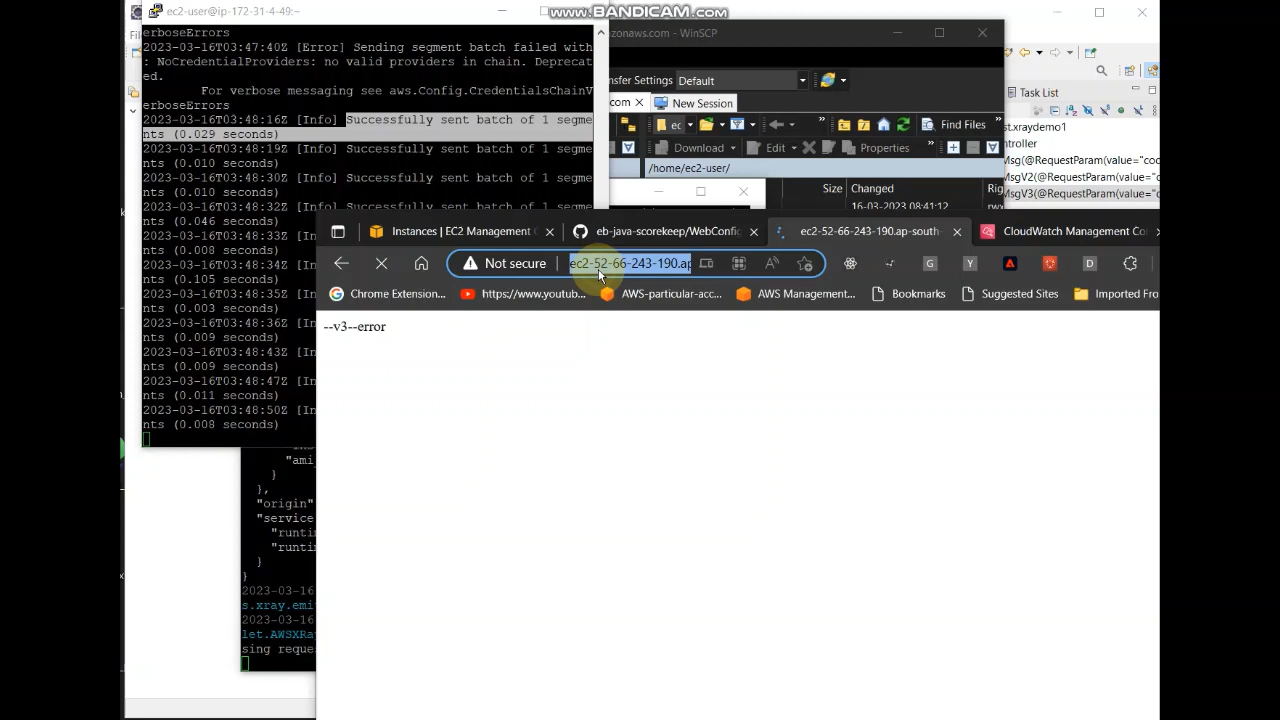 ec2-user@ip-172-31-4-49:~
www.BANDICAM.com
erboseErrors
2023-03-16T03:47:40Z [Error] Sending segment batch failed with
: NoCredentialProviders: no valid providers in chain. Deprecat
ed.
For verbose messaging see aws.Config.CredentialsChainV
erboseErrors
2023-03-16T03:48:16Z [Info] Successfully sent batch of 1 segme
nts (0.029 seconds)
2023-03-16T03:48:19Z [Info] Successfully sent batch of 1 segme
nts (0.010 seconds)
2023-03-16T03:48:30Z [Info] Successfully sent batch of 1 segme
nts (0.010 seconds)
2023-03-16T03:48:32Z [Info] Successfully sent batch of 1 segme
nts (0.046 seconds)
2023-03-16T03:48:33Z [In
nts (0.008 seconds)
2023-03-16T03:48:34Z [In
nts (0.105 seconds)
2023-03-16T03:48:35Z [In
nts (0.003 seconds)
2023-03-16T03:48:36Z [In
nts (0.009 seconds)
2023-03-16T03:48:43Z [In
nts (0.009 seconds)
2023-03-16T03:48:47Z [In
nts (0.011 seconds)
2023-03-16T03:48:50Z [In
nts (0.008 seconds)
"ami
}
},
"origin"
"service
"runti
"runti
}
}
2023-03-16
s.xray.emi
2023-03-16
let.AWSXRa
sing reque
zonaws.com - WinSCP
nsfer Settings Default
com New Session
ec Find Files
Download Edit Properties
/home/ec2-user/
Size Changed
16-03-2023 08:41:12
Task List
st.xraydemo1
ntroller
Msg(@RequestParam(value="coc
MsgV2(@RequestParam(value="
MsgV3(@RequestParam(value="
Instances | EC2 Management C
eb-java-scorekeep/WebConfig
ec2-52-66-243-190.ap-south-
CloudWatch Management Co
Not secure ec2-52-66-243-190.ap
Chrome Extension... https://www.youtub... AWS-particular-acc... AWS Management... Bookmarks Suggested Sites Imported Fro
--v3--error